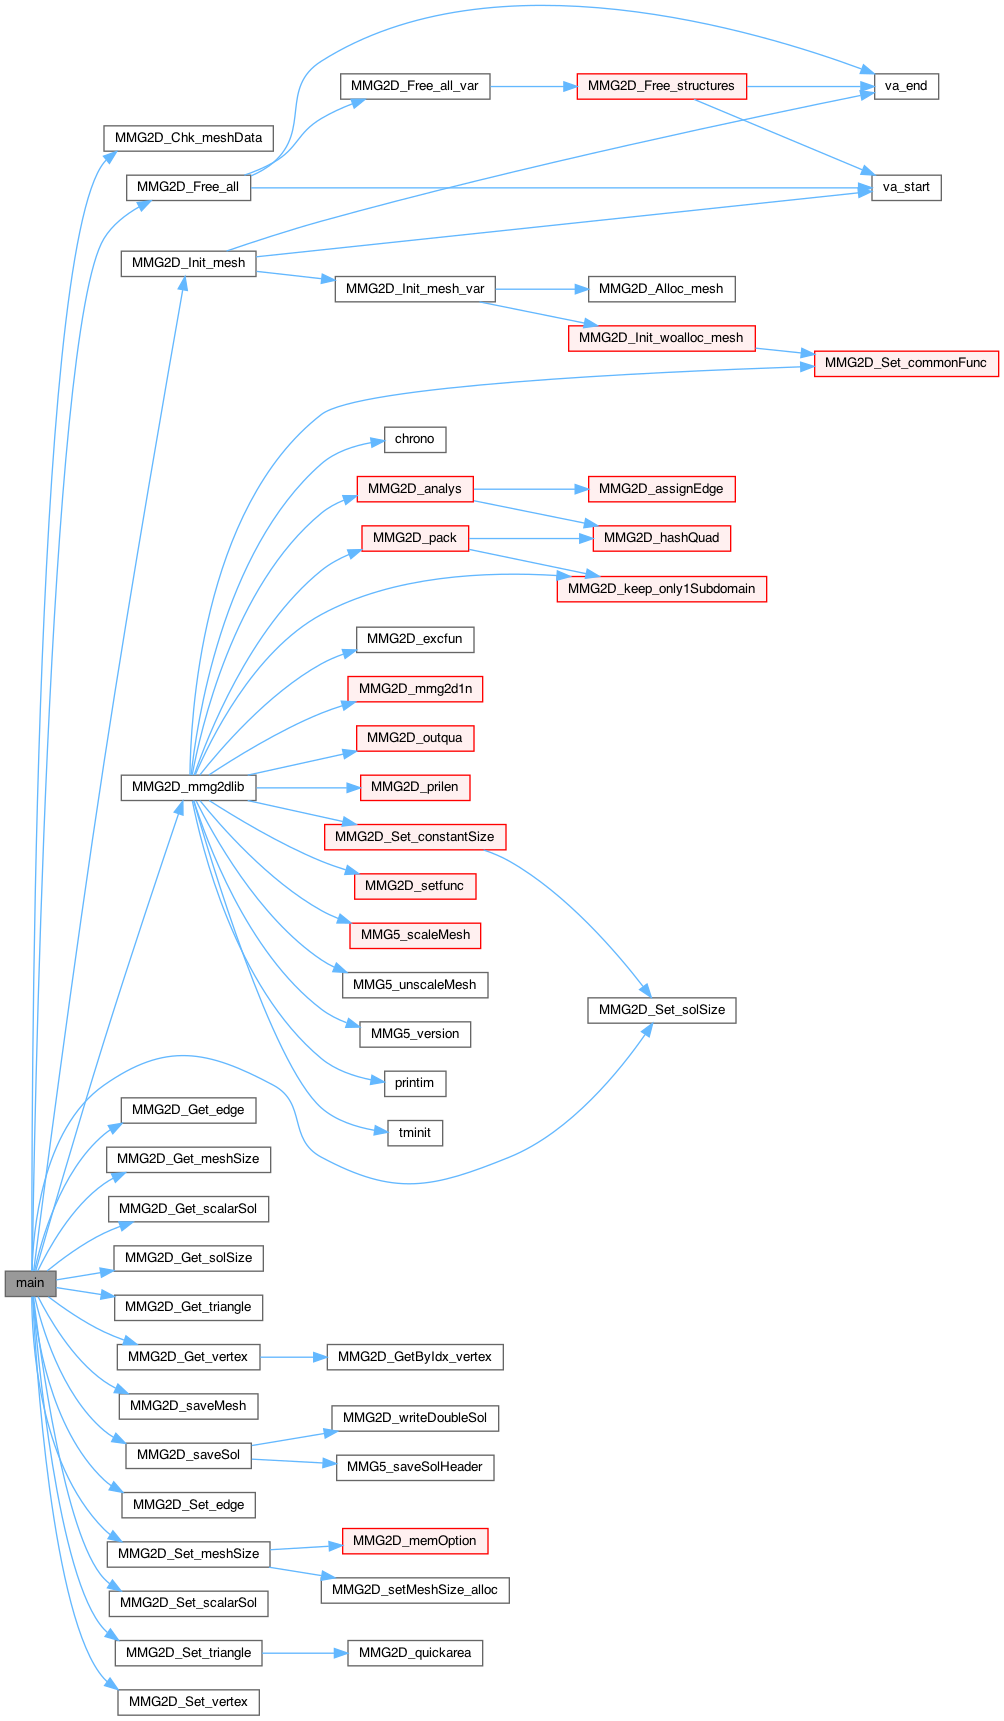 MMG2D_Free_all_var
MMG2D_Free_structures
va_end
MMG2D_Chk_meshData
MMG2D_Free_all
va_start
MMG2D_Init_mesh
MMG2D_Init_mesh_var
MMG2D_Alloc_mesh
MMG2D_Init_woalloc_mesh
MMG2D_Set_commonFunc
chrono
MMG2D_analys
MMG2D_assignEdge
MMG2D_pack
MMG2D_hashQuad
MMG2D_keep_only1Subdomain
MMG2D_excfun
MMG2D_mmg2d1n
MMG2D_outqua
MMG2D_mmg2dlib
MMG2D_prilen
MMG2D_Set_constantSize
MMG2D_setfunc
MMG5_scaleMesh
MMG5_unscaleMesh
MMG2D_Set_solSize
MMG5_version
printim
MMG2D_Get_edge
tminit
MMG2D_Get_meshSize
MMG2D_Get_scalarSol
MMG2D_Get_solSize
main
MMG2D_Get_triangle
MMG2D_Get_vertex
MMG2D_GetByIdx_vertex
MMG2D_saveMesh
MMG2D_writeDoubleSol
MMG2D_saveSol
MMG5_saveSolHeader
MMG2D_Set_edge
MMG2D_memOption
MMG2D_Set_meshSize
MMG2D_setMeshSize_alloc
MMG2D_Set_scalarSol
MMG2D_Set_triangle
MMG2D_quickarea
MMG2D_Set_vertex